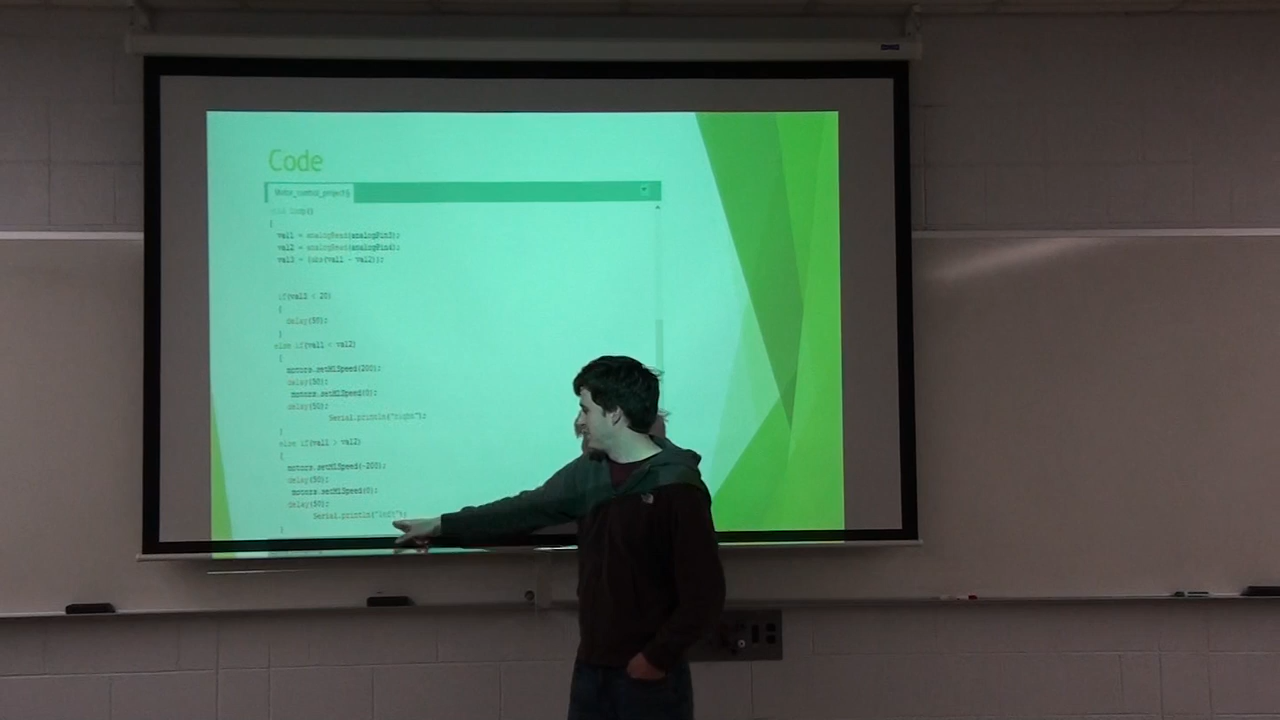 Code
Motor_control_project§
void loop()
{
val1 = analogRead(analogPin3);
val2 = analogRead(analogPin4);
val3 = (abs(val1 - val2));
if(val3 < 20)
{
delay(50);
}
else if(val1 < val2)
{
motors.setM1Speed(200);
delay(50);
motors.setM1Speed(0);
delay(50);
Serial.println("right");
}
else if(val1 > val2)
{
motors.setM1Speed(-200);
delay(50);
motors.setM1Speed(0);
delay(50);
Serial.println("left");
}